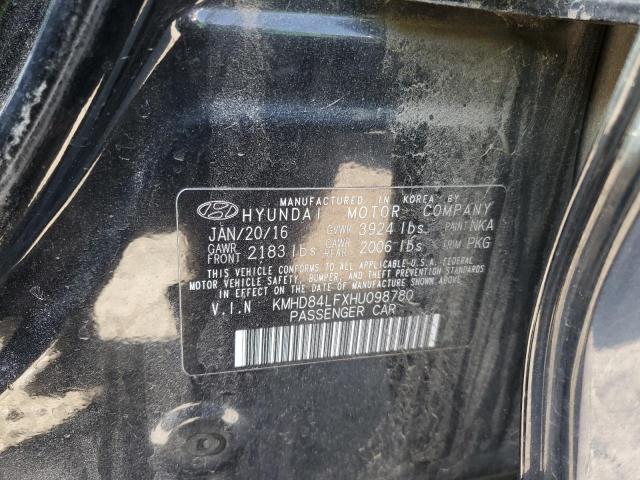 MANUFACTURED IN KOREA BY
HYUNDAI MOTOR COMPANY
JAN/20/16 GVWR 3924 lbs. PAINT NKA
GAWR FRONT 2183 lbs GAWR REAR 2006 lbs TRIM PKG
THIS VEHICLE CONFORMS TO ALL APPLICABLE U.S.A. FEDERAL
MOTOR VEHICLE SAFETY, BUMPER, AND THEFT PREVENTION STANDARDS
IN EFFECT ON THE DATE OF MANUFACTURE SHOWN ABOVE.
V.I.N KMHD84LFXHU098780
PASSENGER CAR